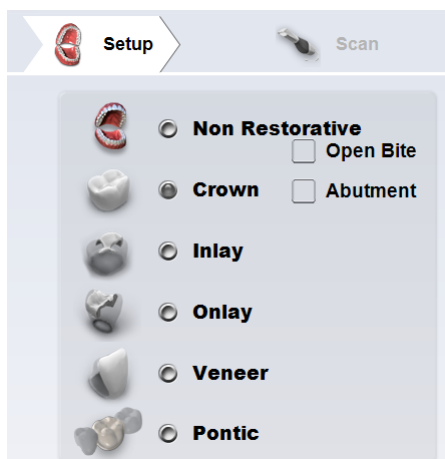 Setup
Scan
Non Restorative
Open Bite
Crown
Abutment
Inlay
Onlay
Veneer
Pontic